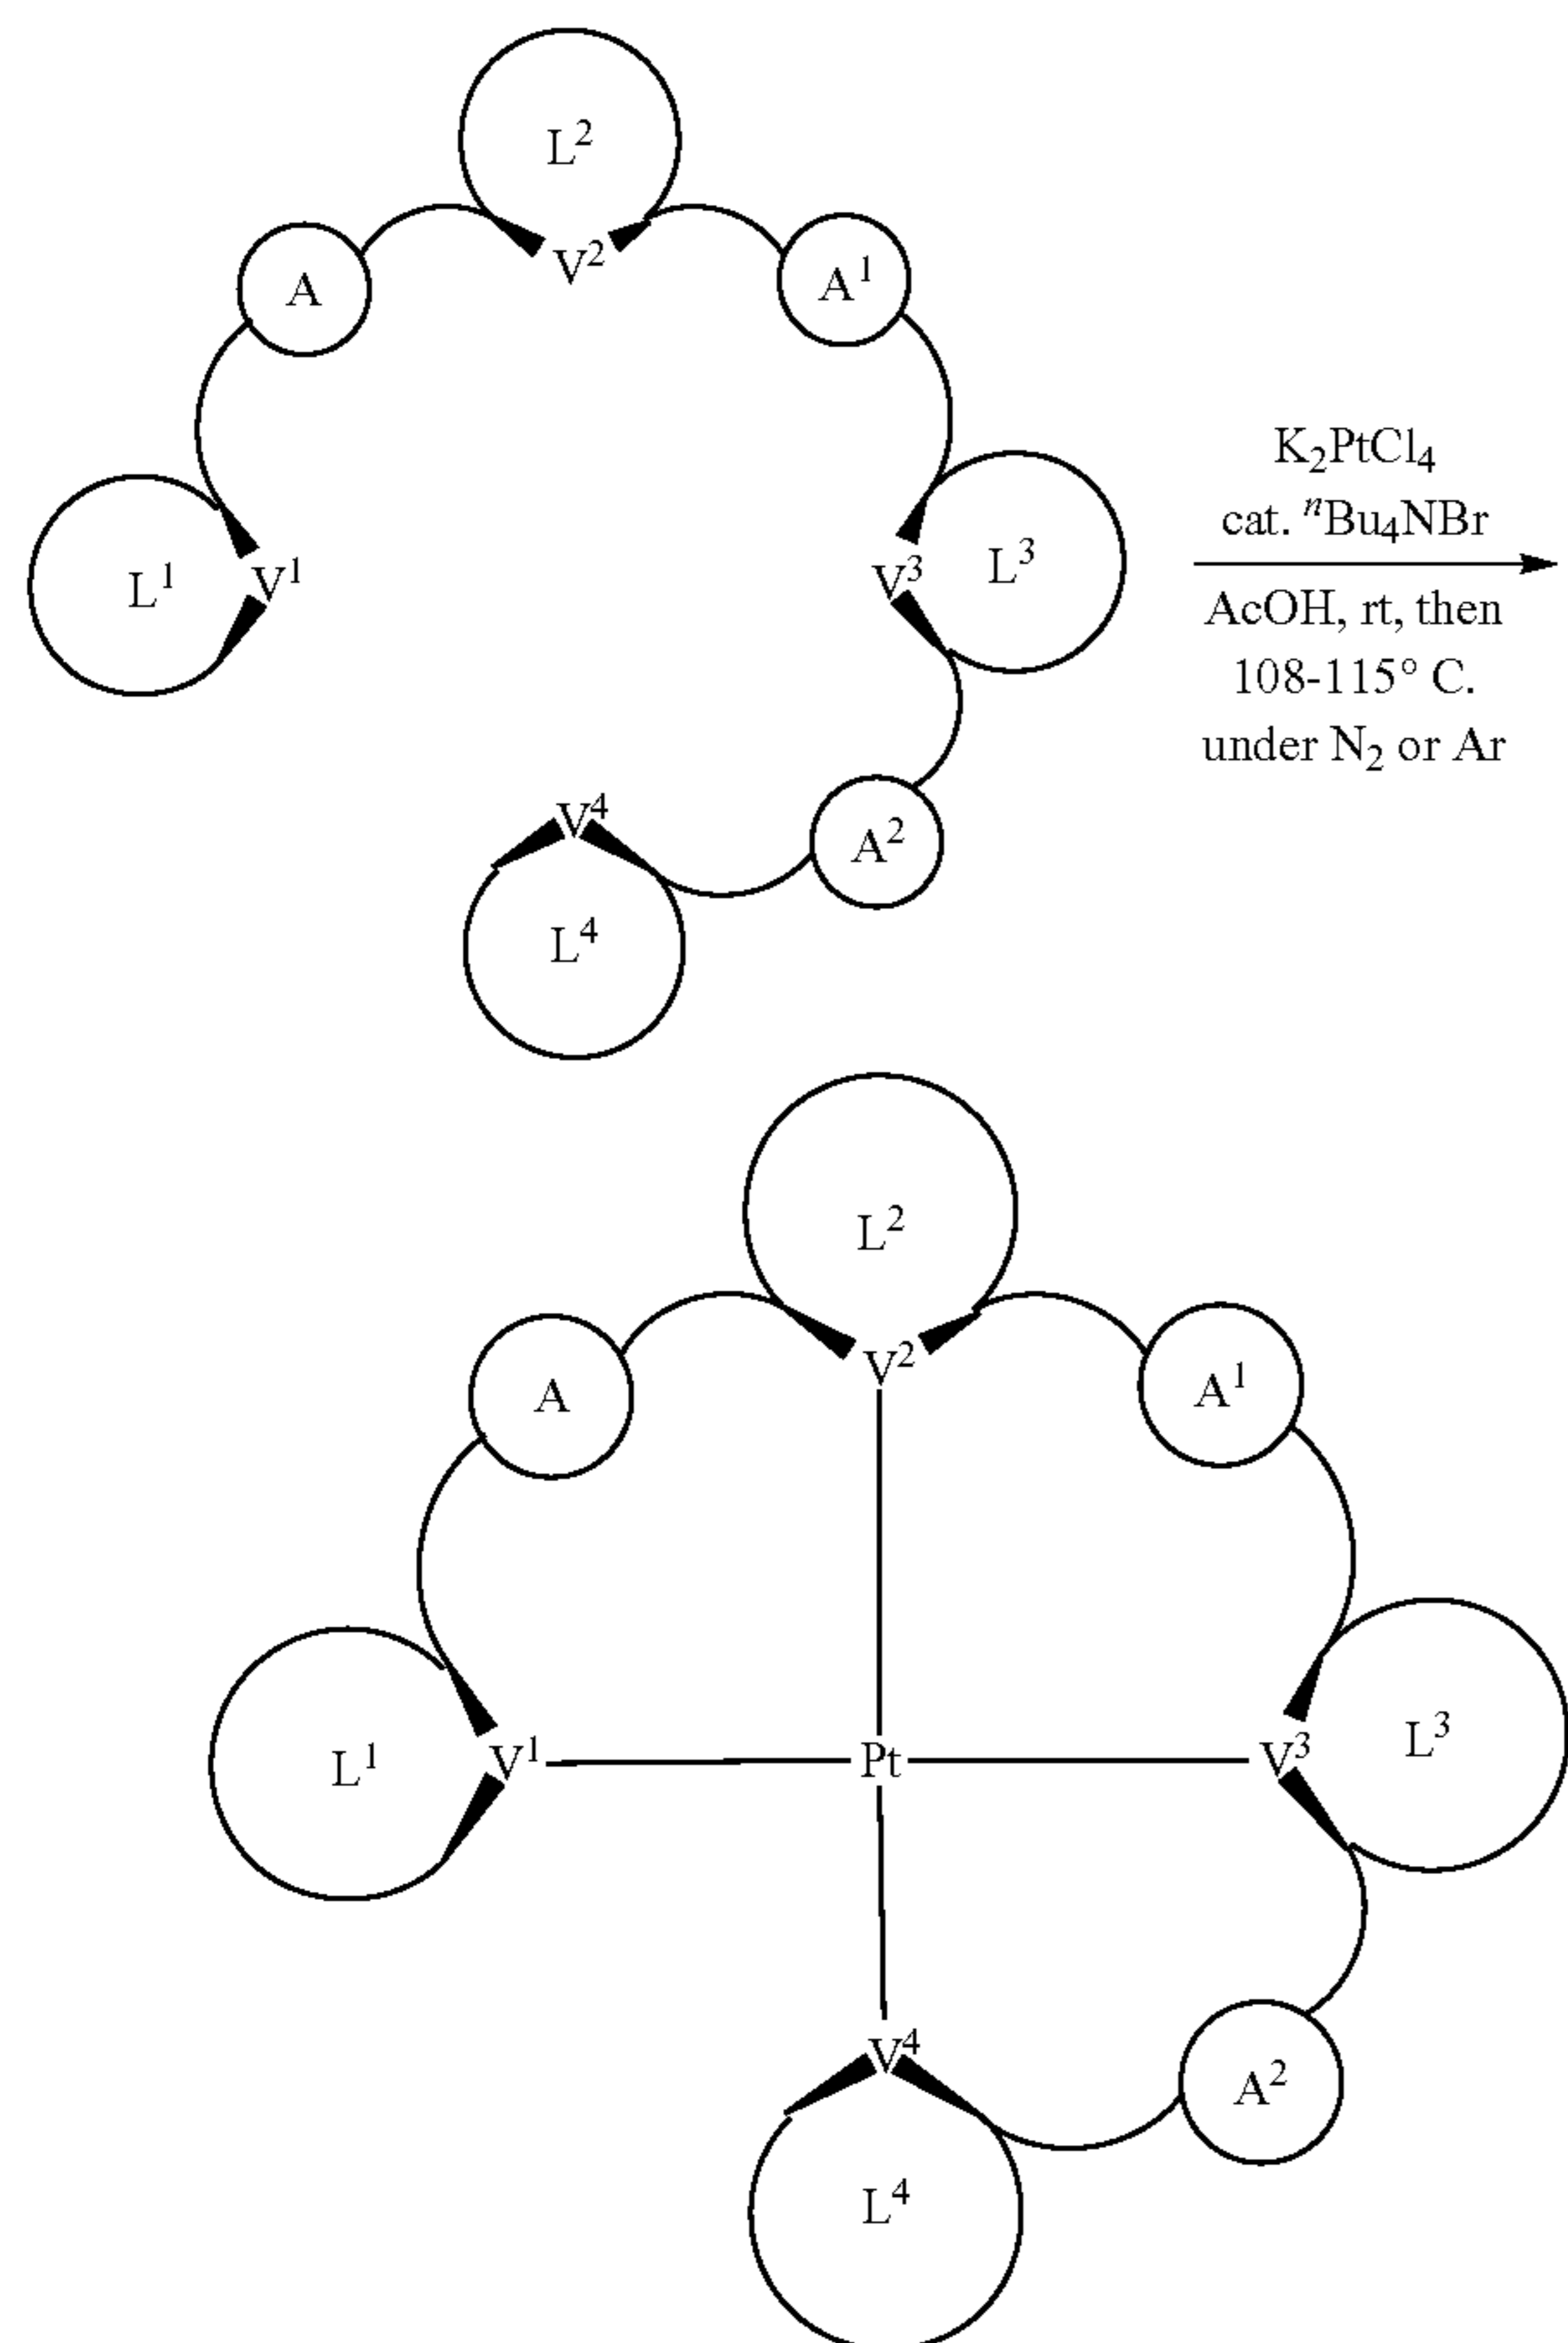 L²
V²
A
A¹
K₂PtCl₄
cat. ⁿBu₄NBr
L¹
V¹
V³
L³
AcOH, rt, then
108-115° C.
under N₂ or Ar
V⁴
A²
L⁴
L²
V²
A
A¹
L¹
V¹
Pt
V³
L³
V⁴
A²
L⁴